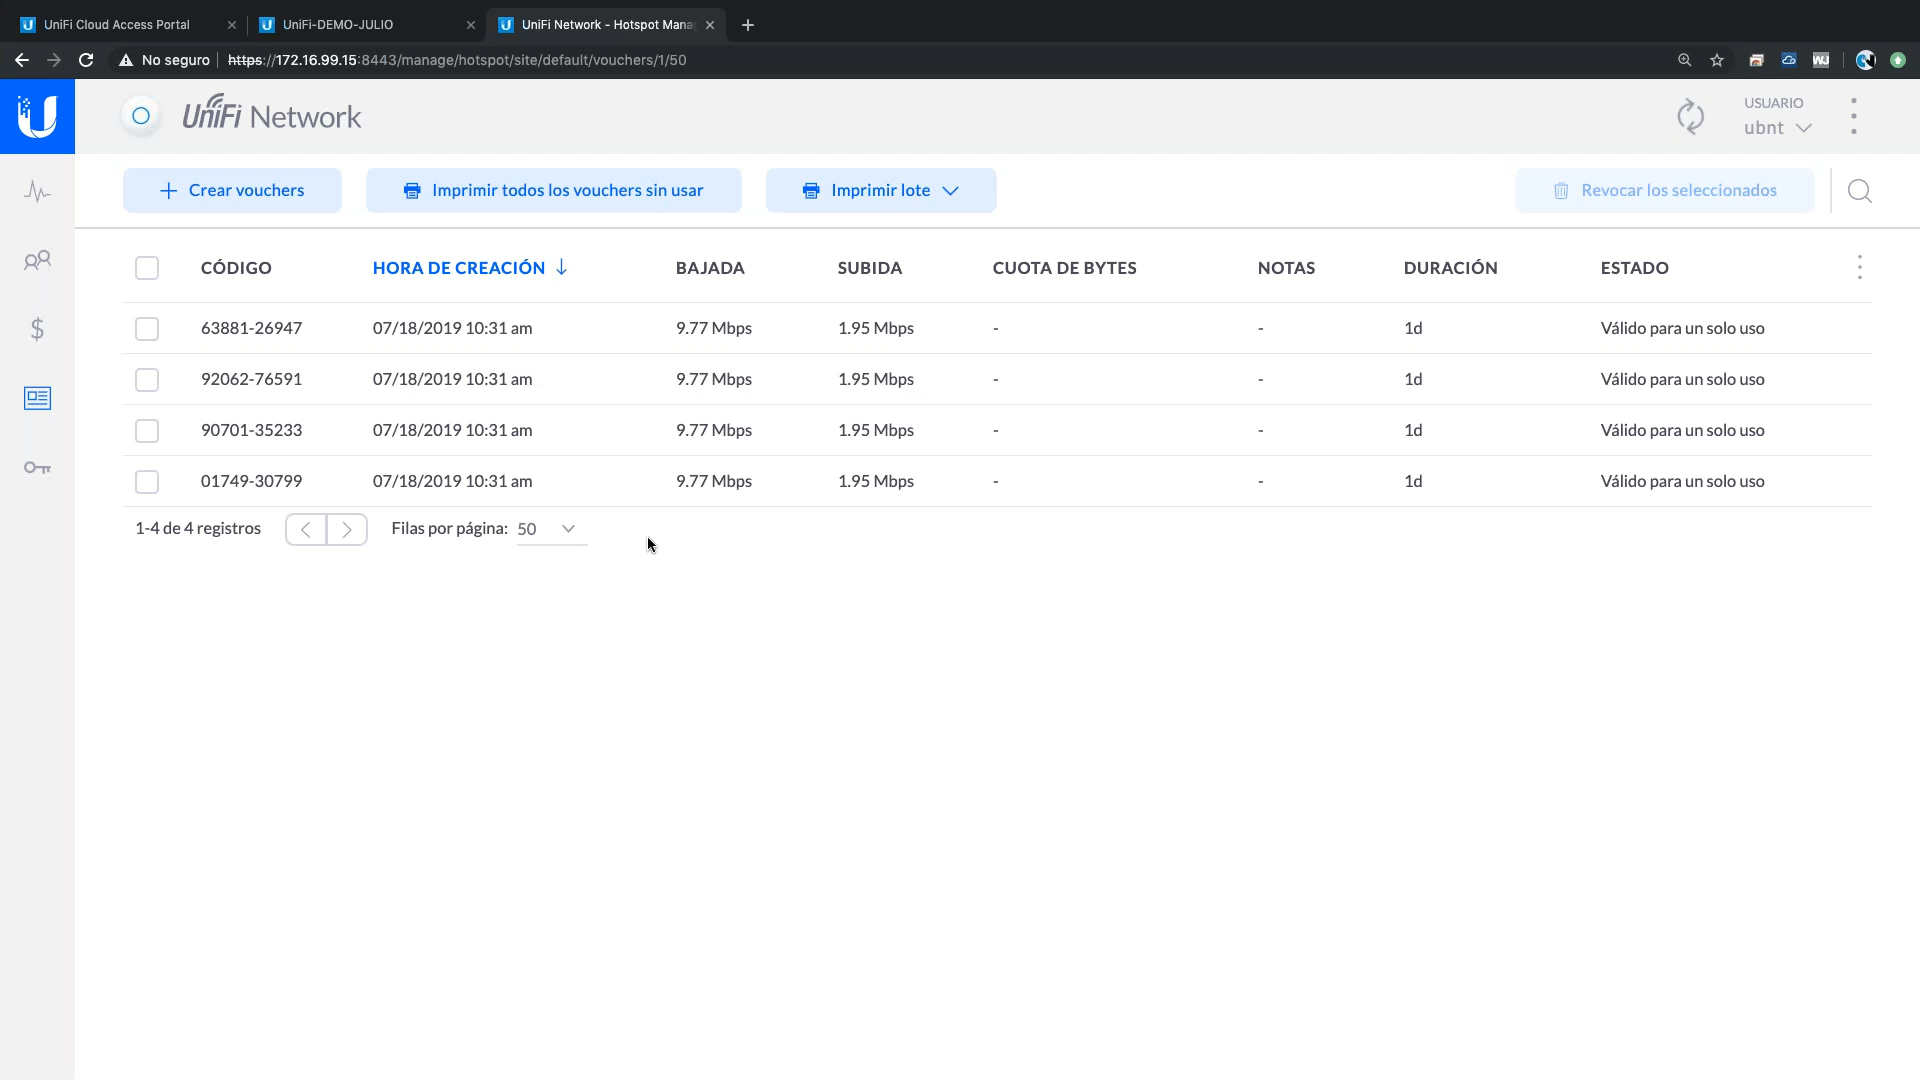 UniFi Cloud Access Portal
UniFi-DEMO-JULIO
UniFi Network - Hotspot Mana
No seguro
https://172.16.99.15:8443/manage/hotspot/site/default/vouchers/1/50
UniFi Network
USUARIO
ubnt
Crear vouchers
Imprimir todos los vouchers sin usar
Imprimir lote
Revocar los seleccionados
CÓDIGO HORA DE CREACIÓN BAJADA SUBIDA CUOTA DE BYTES NOTAS DURACIÓN ESTADO
63881-26947 07/18/2019 10:31 am 9.77 Mbps 1.95 Mbps - - 1d Válido para un solo uso
92062-76591 07/18/2019 10:31 am 9.77 Mbps 1.95 Mbps - - 1d Válido para un solo uso
90701-35233 07/18/2019 10:31 am 9.77 Mbps 1.95 Mbps - - 1d Válido para un solo uso
01749-30799 07/18/2019 10:31 am 9.77 Mbps 1.95 Mbps - - 1d Válido para un solo uso
1-4 de 4 registros
Filas por página: 50